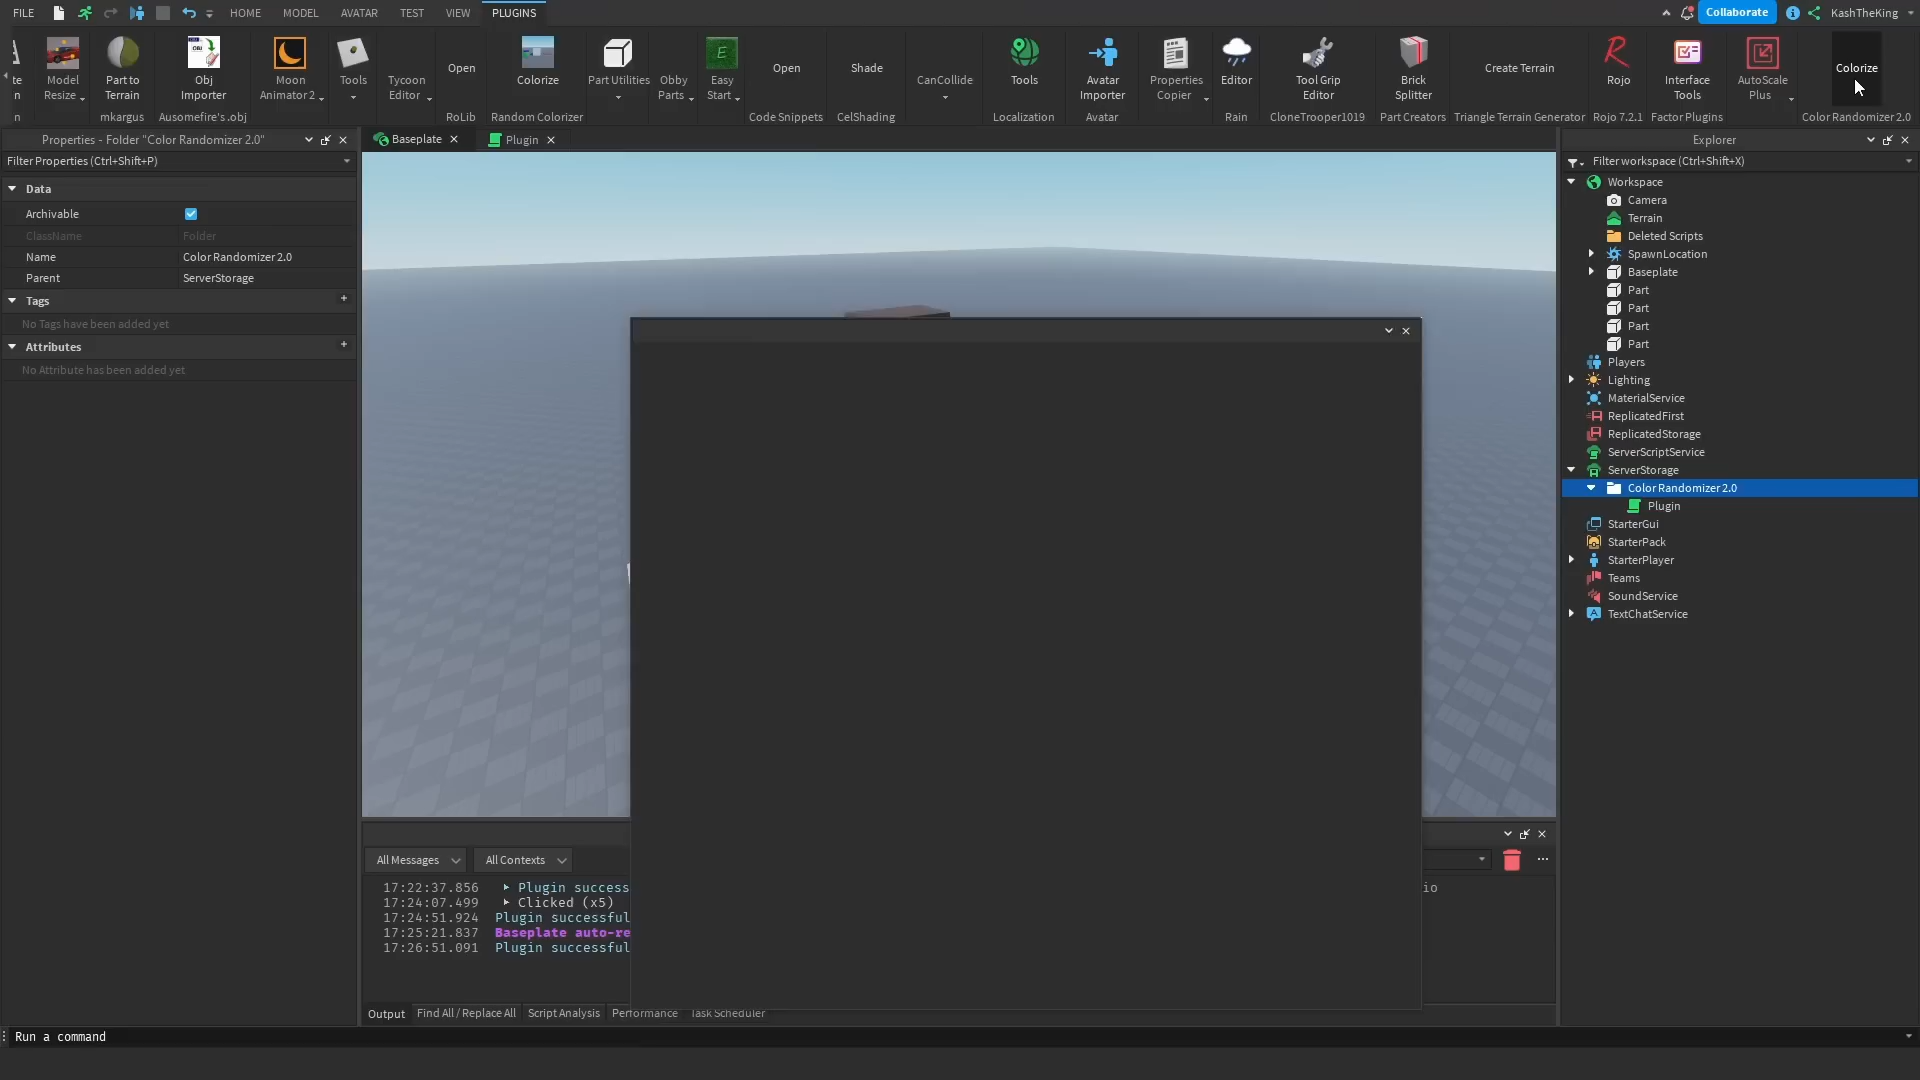 FILE HOME MODEL AVATAR TEST VIEW PLUGINS Collaborate KashTheKing
te
n
Model
Resize
Part to
Terrain
Obj
Importer
Moon
Animator 2
Tools
Tycoon
Editor
Open
Colorize
Part Utilities
Obby
Parts
Easy
Start
Open
Shade
CanCollide
Tools
Avatar
Importer
Properties
Copier
Editor
Tool Grip
Editor
Brick
Splitter
Create Terrain
Rojo
Interface
Tools
AutoScale
Plus
Colorize
n mkargus Ausomefire's .obj RoLib Random Colorizer Code Snippets CelShading Localization Avatar Rain CloneTrooper1019 Part Creators Triangle Terrain Generator Rojo 7.2.1 Factor Plugins Color Randomizer 2.0
Properties - Folder "Color Randomizer 2.0"
Filter Properties (Ctrl+Shift+P)
Data
Archivable
ClassName Folder
Name Color Randomizer 2.0
Parent ServerStorage
Tags
No Tags have been added yet
Attributes
No Attribute has been added yet
Baseplate Plugin
All Messages All Contexts
17:22:37.856 Plugin success io
17:24:07.499 Clicked (x5)
17:24:51.924 Plugin successful
17:25:21.837 Baseplate auto-re
17:26:51.091 Plugin successful
Output Find All / Replace All Script Analysis Performance Task Scheduler
Run a command
Explorer
Filter workspace (Ctrl+Shift+X)
Workspace
Camera
Terrain
Deleted Scripts
SpawnLocation
Baseplate
Part
Part
Part
Part
Players
Lighting
MaterialService
ReplicatedFirst
ReplicatedStorage
ServerScriptService
ServerStorage
Color Randomizer 2.0
Plugin
StarterGui
StarterPack
StarterPlayer
Teams
SoundService
TextChatService